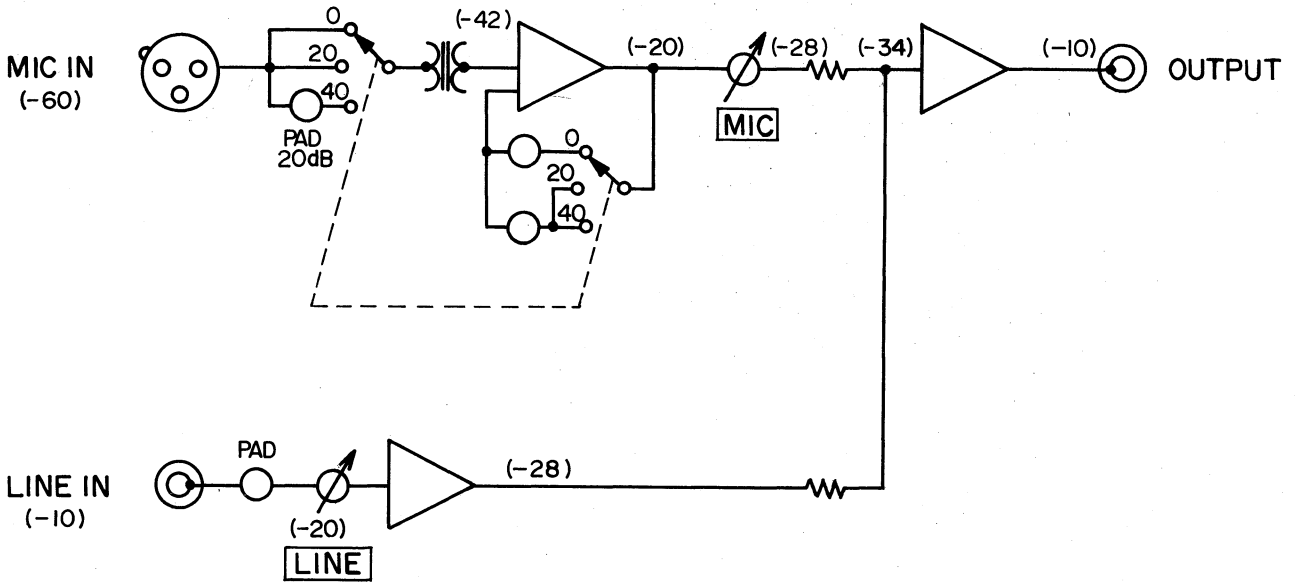 MIC IN
(-60)
0
20
40
PAD
20dB
(-42)
(-20)
0
20
40
MIC
(-28)
(-34)
(-10)
OUTPUT
LINE IN
(-10)
PAD
(-20)
LINE
(-28)